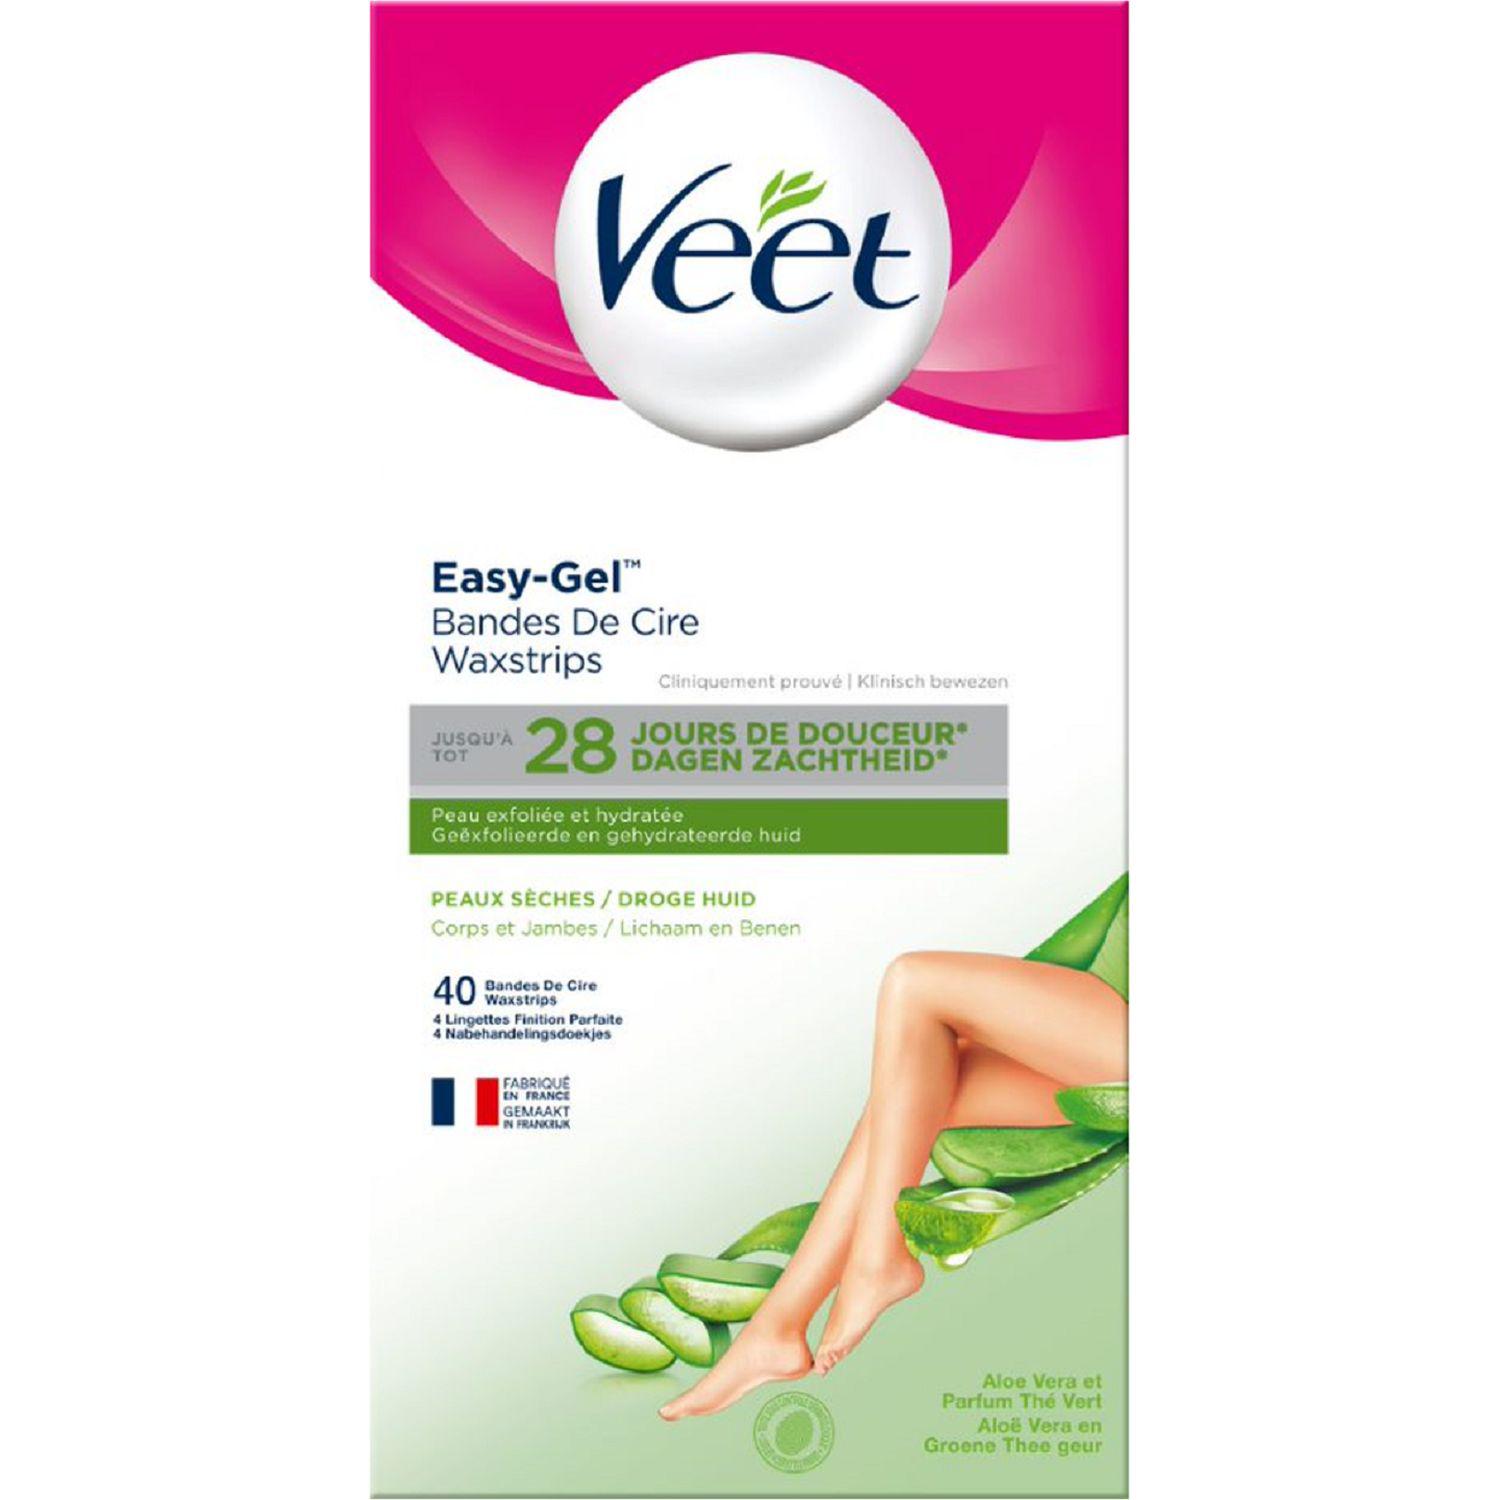 Veet
Easy-Gel™
Bandes De Cire
Waxstrips
Cliniquement prouvé | Klinisch bewezen
JUSQU'À
TOT
28
JOURS DE DOUCEUR*
DAGEN ZACHTHEID*
Peau exfoliée et hydratée
Geëxfolieerde en gehydrateerde huid
PEAUX SÈCHES / DROGE HUID
Corps et Jambes / Lichaam en Benen
40
Bandes De Cire
Waxstrips
4 Lingettes Finition Parfaite
4 Nabehandelingsdoekjes
FABRIQUÉ
EN FRANCE
GEMAAKT
IN FRANKRIJK
Aloe Vera et
Parfum Thé Vert
Aloë Vera en
Groene Thee geur